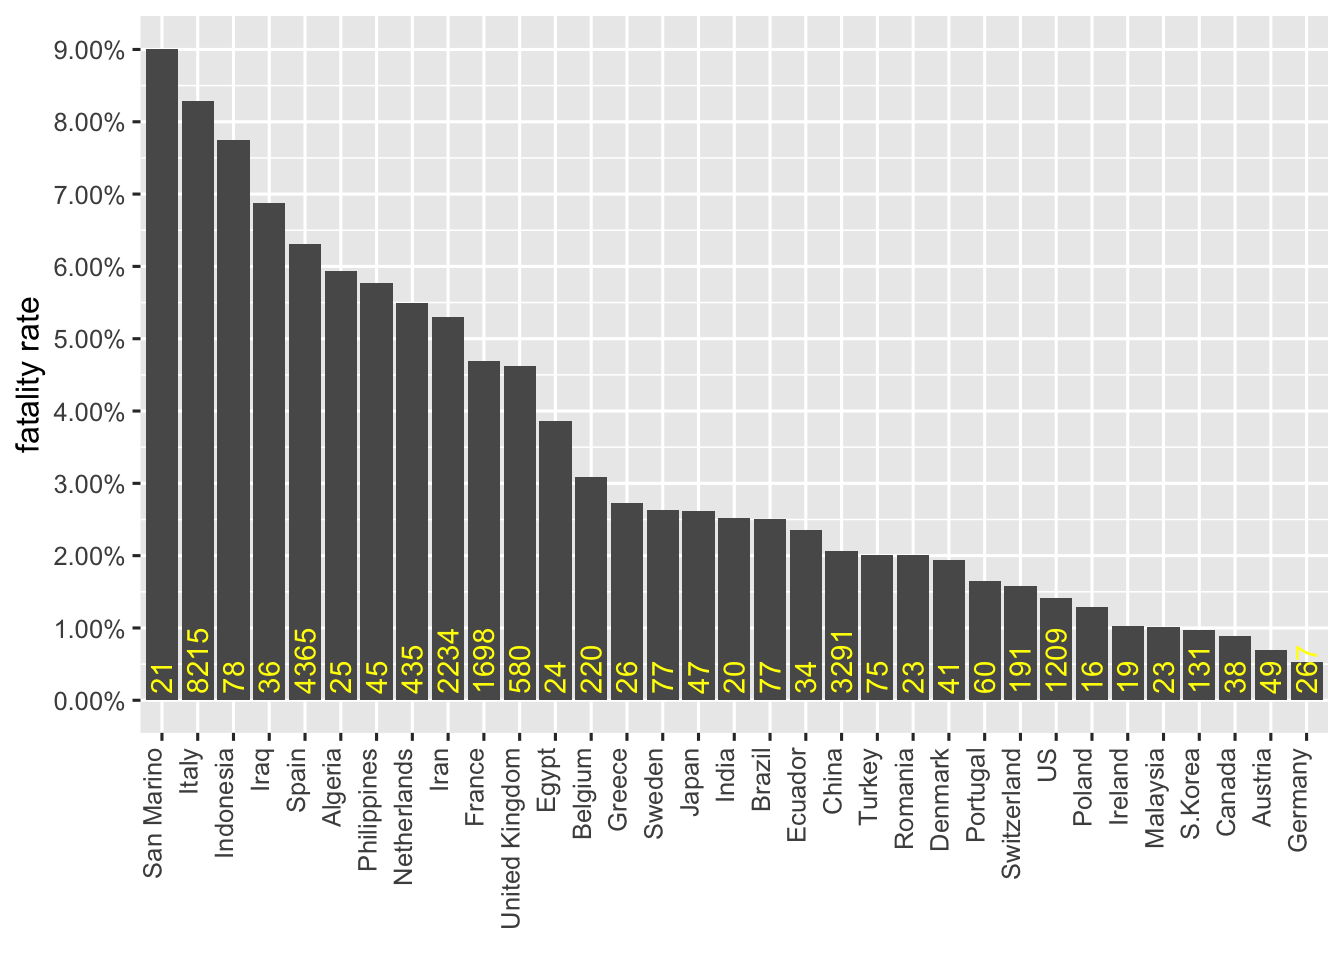 fatality rate
9.00%
8.00%
7.00%
6.00%
5.00%
4.00%
3.00%
2.00%
1.00%
0.00%
21
8215
78
36
4365
25
45
435
2234
1698
580
24
220
26
77
47
20
77
34
3291
75
23
41
60
191
1209
16
19
23
131
38
49
267
San Marino
Italy
Indonesia
Iraq
Spain
Algeria
Philippines
Netherlands
Iran
France
United Kingdom
Egypt
Belgium
Greece
Sweden
Japan
India
Brazil
Ecuador
China
Turkey
Romania
Denmark
Portugal
Switzerland
US
Poland
Ireland
Malaysia
S.Korea
Canada
Austria
Germany